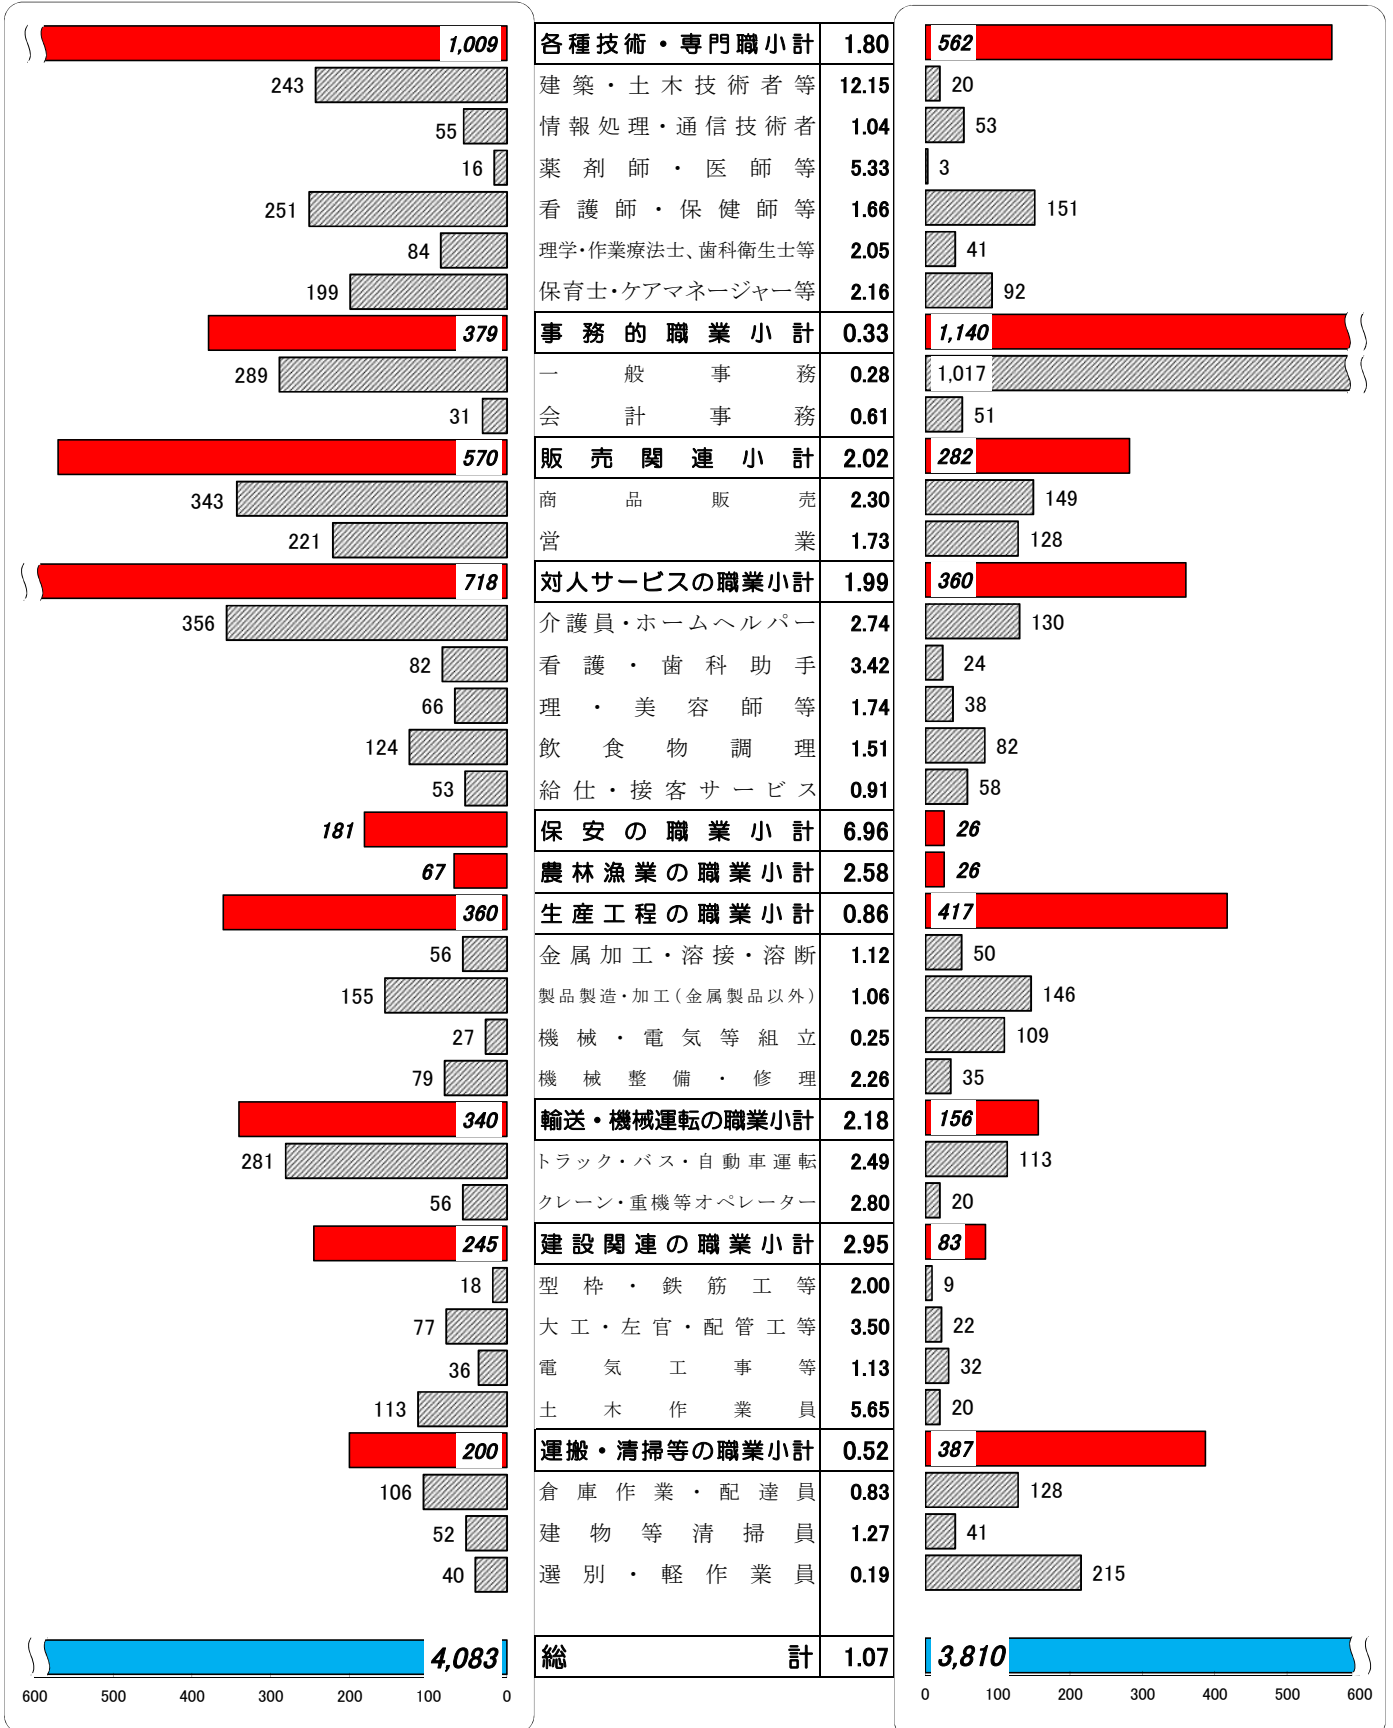 1,009 各種技術・専門職小計 1.80 562
243 建築・土木技術者等 12.15 20
55 情報処理・通信技術者 1.04 53
16 薬剤師・医師等 5.33 3
251 看護師・保健師等 1.66 151
84 理学・作業療法士、歯科衛生士等 2.05 41
199 保育士・ケアマネージャー等 2.16 92
379 事務的職業小計 0.33 1,140
289 一般事務 0.28 1,017
31 会計事務 0.61 51
570 販売関連小計 2.02 282
343 商品販売 2.30 149
221 営業 1.73 128
718 対人サービスの職業小計 1.99 360
356 介護員・ホームヘルパー 2.74 130
82 看護・歯科助手 3.42 24
66 理・美容師等 1.74 38
124 飲食物調理 1.51 82
53 給仕・接客サービス 0.91 58
181 保安の職業小計 6.96 26
67 農林漁業の職業小計 2.58 26
360 生産工程の職業小計 0.86 417
56 金属加工・溶接・溶断 1.12 50
155 製品製造・加工(金属製品以外) 1.06 146
27 機械・電気等組立 0.25 109
79 機械整備・修理 2.26 35
340 輸送・機械運転の職業小計 2.18 156
281 トラック・バス・自動車運転 2.49 113
56 クレーン・重機等オペレーター 2.80 20
245 建設関連の職業小計 2.95 83
18 型枠・鉄筋工等 2.00 9
77 大工・左官・配管工等 3.50 22
36 電気工事等 1.13 32
113 土木作業員 5.65 20
200 運搬・清掃等の職業小計 0.52 387
106 倉庫作業・配達員 0.83 128
52 建物等清掃員 1.27 41
40 選別・軽作業員 0.19 215
4,083 総計 1.07 3,810
600 500 400 300 200 100 0 0 100 200 300 400 500 600